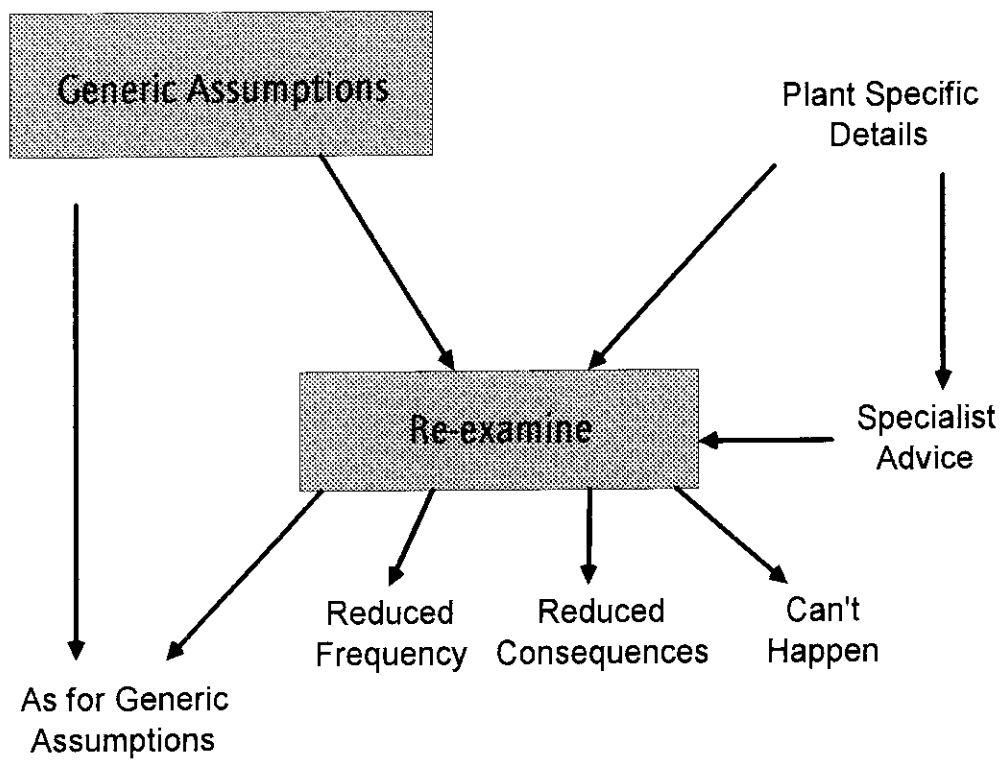 Generic Assumptions
Plant Specific
Details
Re-examine
Specialist
Advice
Reduced
Frequency
Reduced
Consequences
Can't
Happen
As for Generic
Assumptions